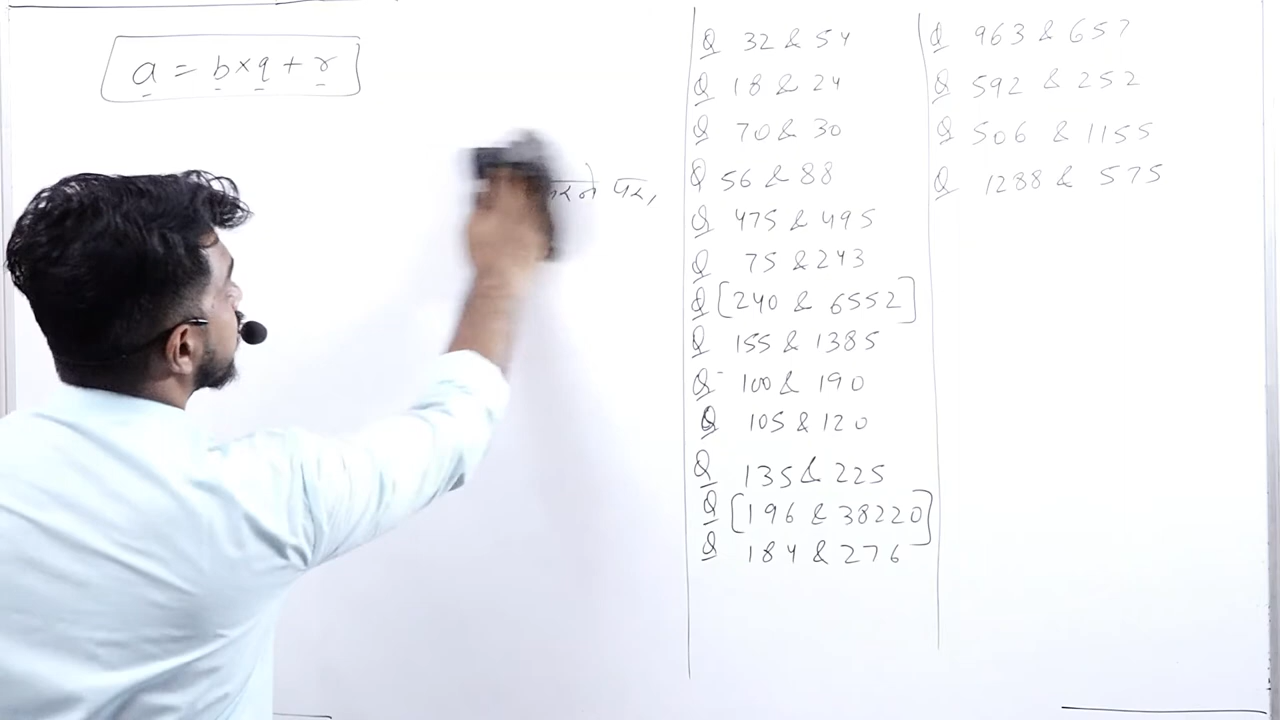 a = b×q + r
पर,
Q 32 & 54
Q 18 & 24
Q 70 & 30
Q 56 & 88
Q 475 & 495
Q 75 & 243
Q [240 & 6552]
Q 155 & 1385
Q 100 & 190
Q 105 & 120
Q 135 & 225
Q [196 & 38220]
Q 184 & 276
Q 963 & 657
Q 592 & 252
Q 506 & 1155
Q 1288 & 575